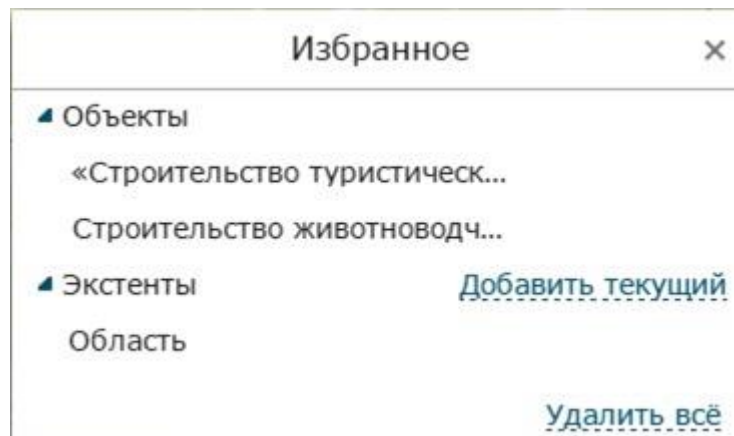 Избранное
Объекты
«Строительство туристическ...
Строительство животноводч...
Экстенты Добавить текущий
Область
Удалить всё